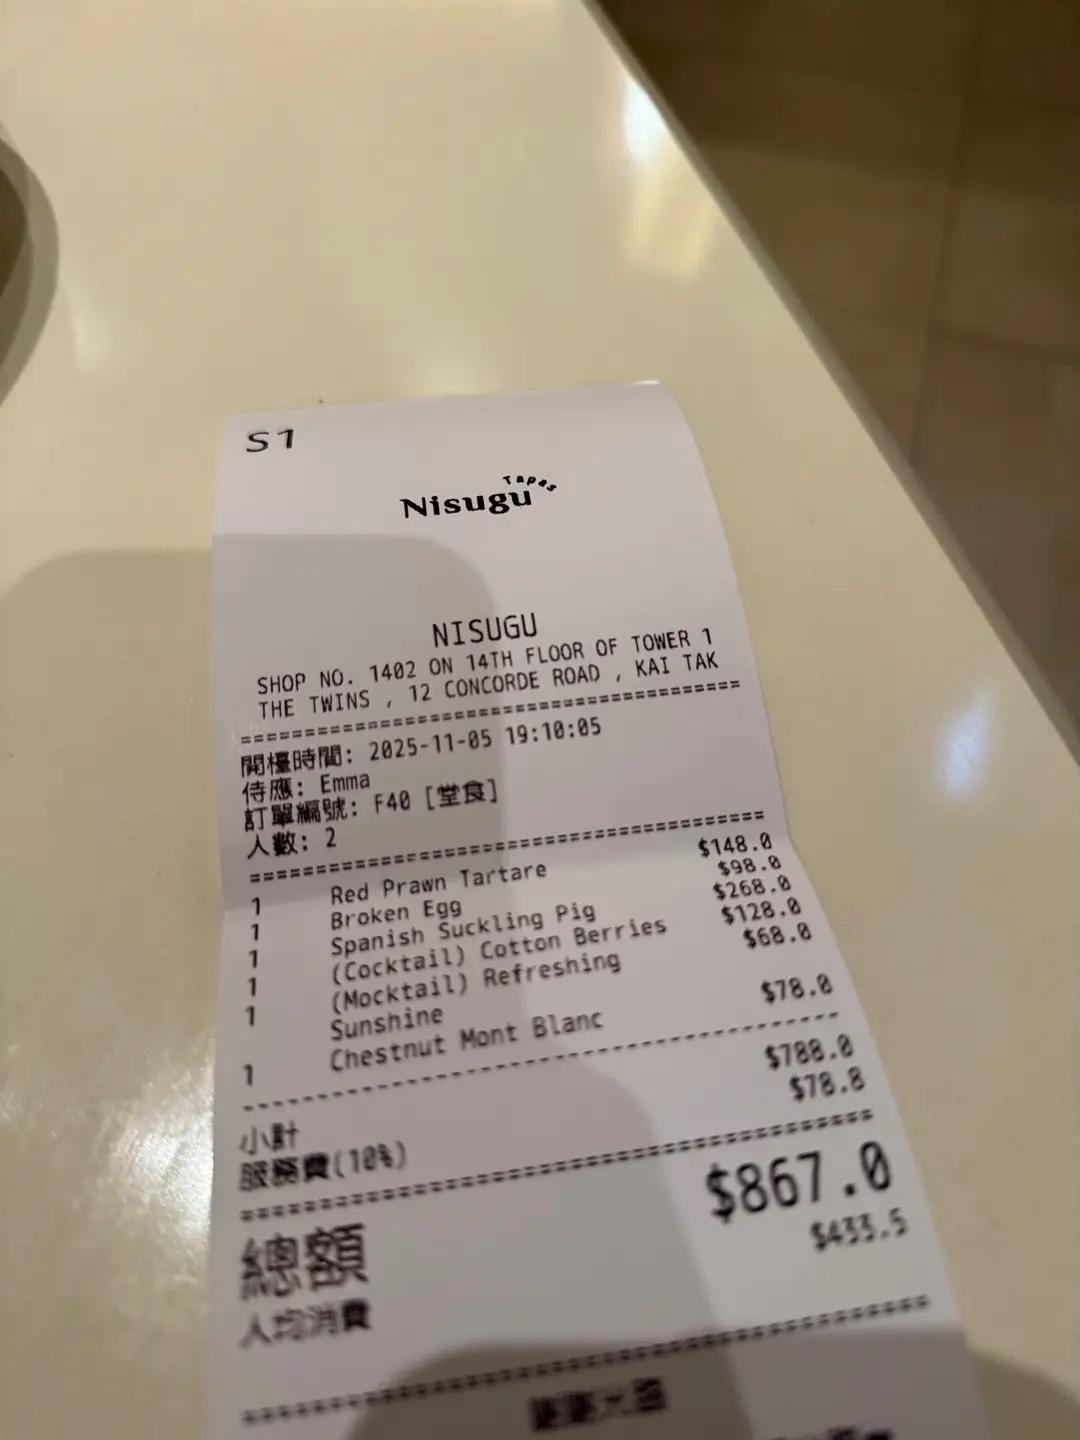 S1
Nisugu Tapas
NISUGU
SHOP NO. 1402 ON 14TH FLOOR OF TOWER 1
THE TWINS , 12 CONCORDE ROAD , KAI TAK
開檯時間: 2025-11-05 19:10:05
侍應: Emma
訂單編號: F40 [堂食]
人數: 2
1 Red Prawn Tartare $148.0
1 Broken Egg $98.0
1 Spanish Suckling Pig $268.0
1 (Cocktail) Cotton Berries $128.0
1 (Mocktail) Refreshing $68.0
Sunshine
1 Chestnut Mont Blanc $78.0
小計 $788.0
服務費(10%) $78.8
總額 $867.0
人均消費 $433.5